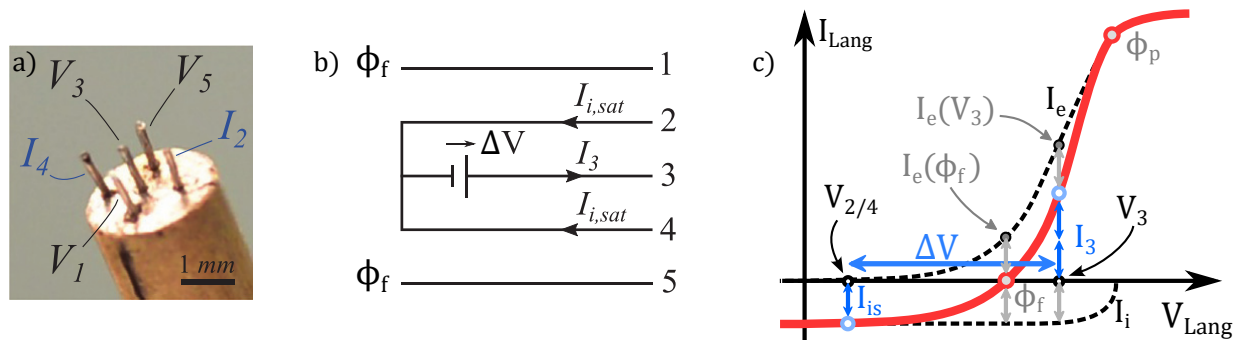 a)
V₃
V₅
I₂
I₄
V₁
1 mm
b)
ϕf 1
Ii,sat 2
ΔV
I₃ 3
Ii,sat 4
ϕf 5
c)
ILang
ϕp
Ie
Ie(V₃)
Ie(ϕf)
V2/4
V₃
ΔV
I₃
Iis
ϕf
Ii
VLang